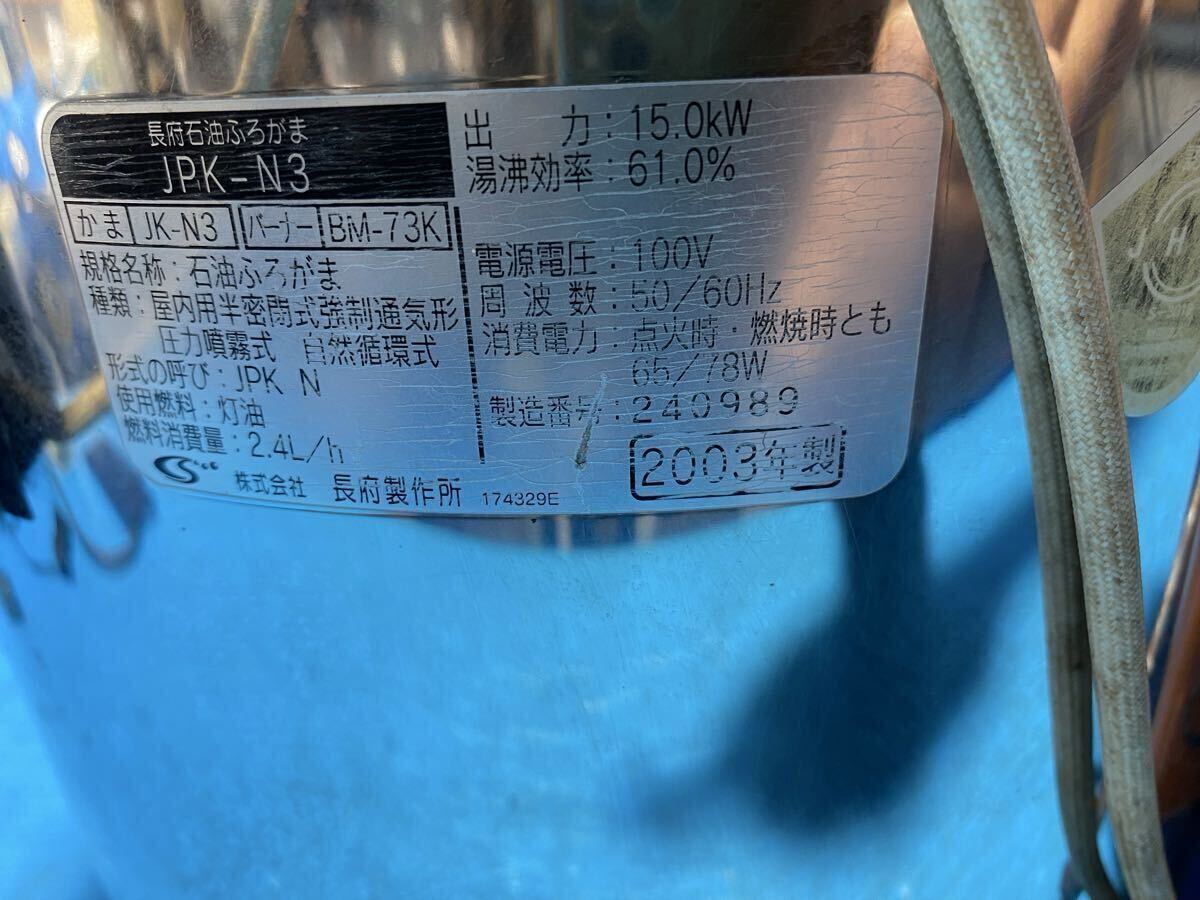 長府石油ふろがま
JPK-N3
かま JK-N3 バーナー BM-73K
規格名称：石油ふろがま
種類：屋内用半密閉式強制通気形
圧力噴霧式 自然循環式
形式の呼び：JPK N
使用燃料：灯油
燃料消費量：2.4L/h
株式会社 長府製作所 174329E
出力：15.0kW
湯沸効率：61.0%
電源電圧：100V
周波数：50/60Hz
消費電力：点火時・燃焼時とも
65/78W
製造番号：240989
2003年製